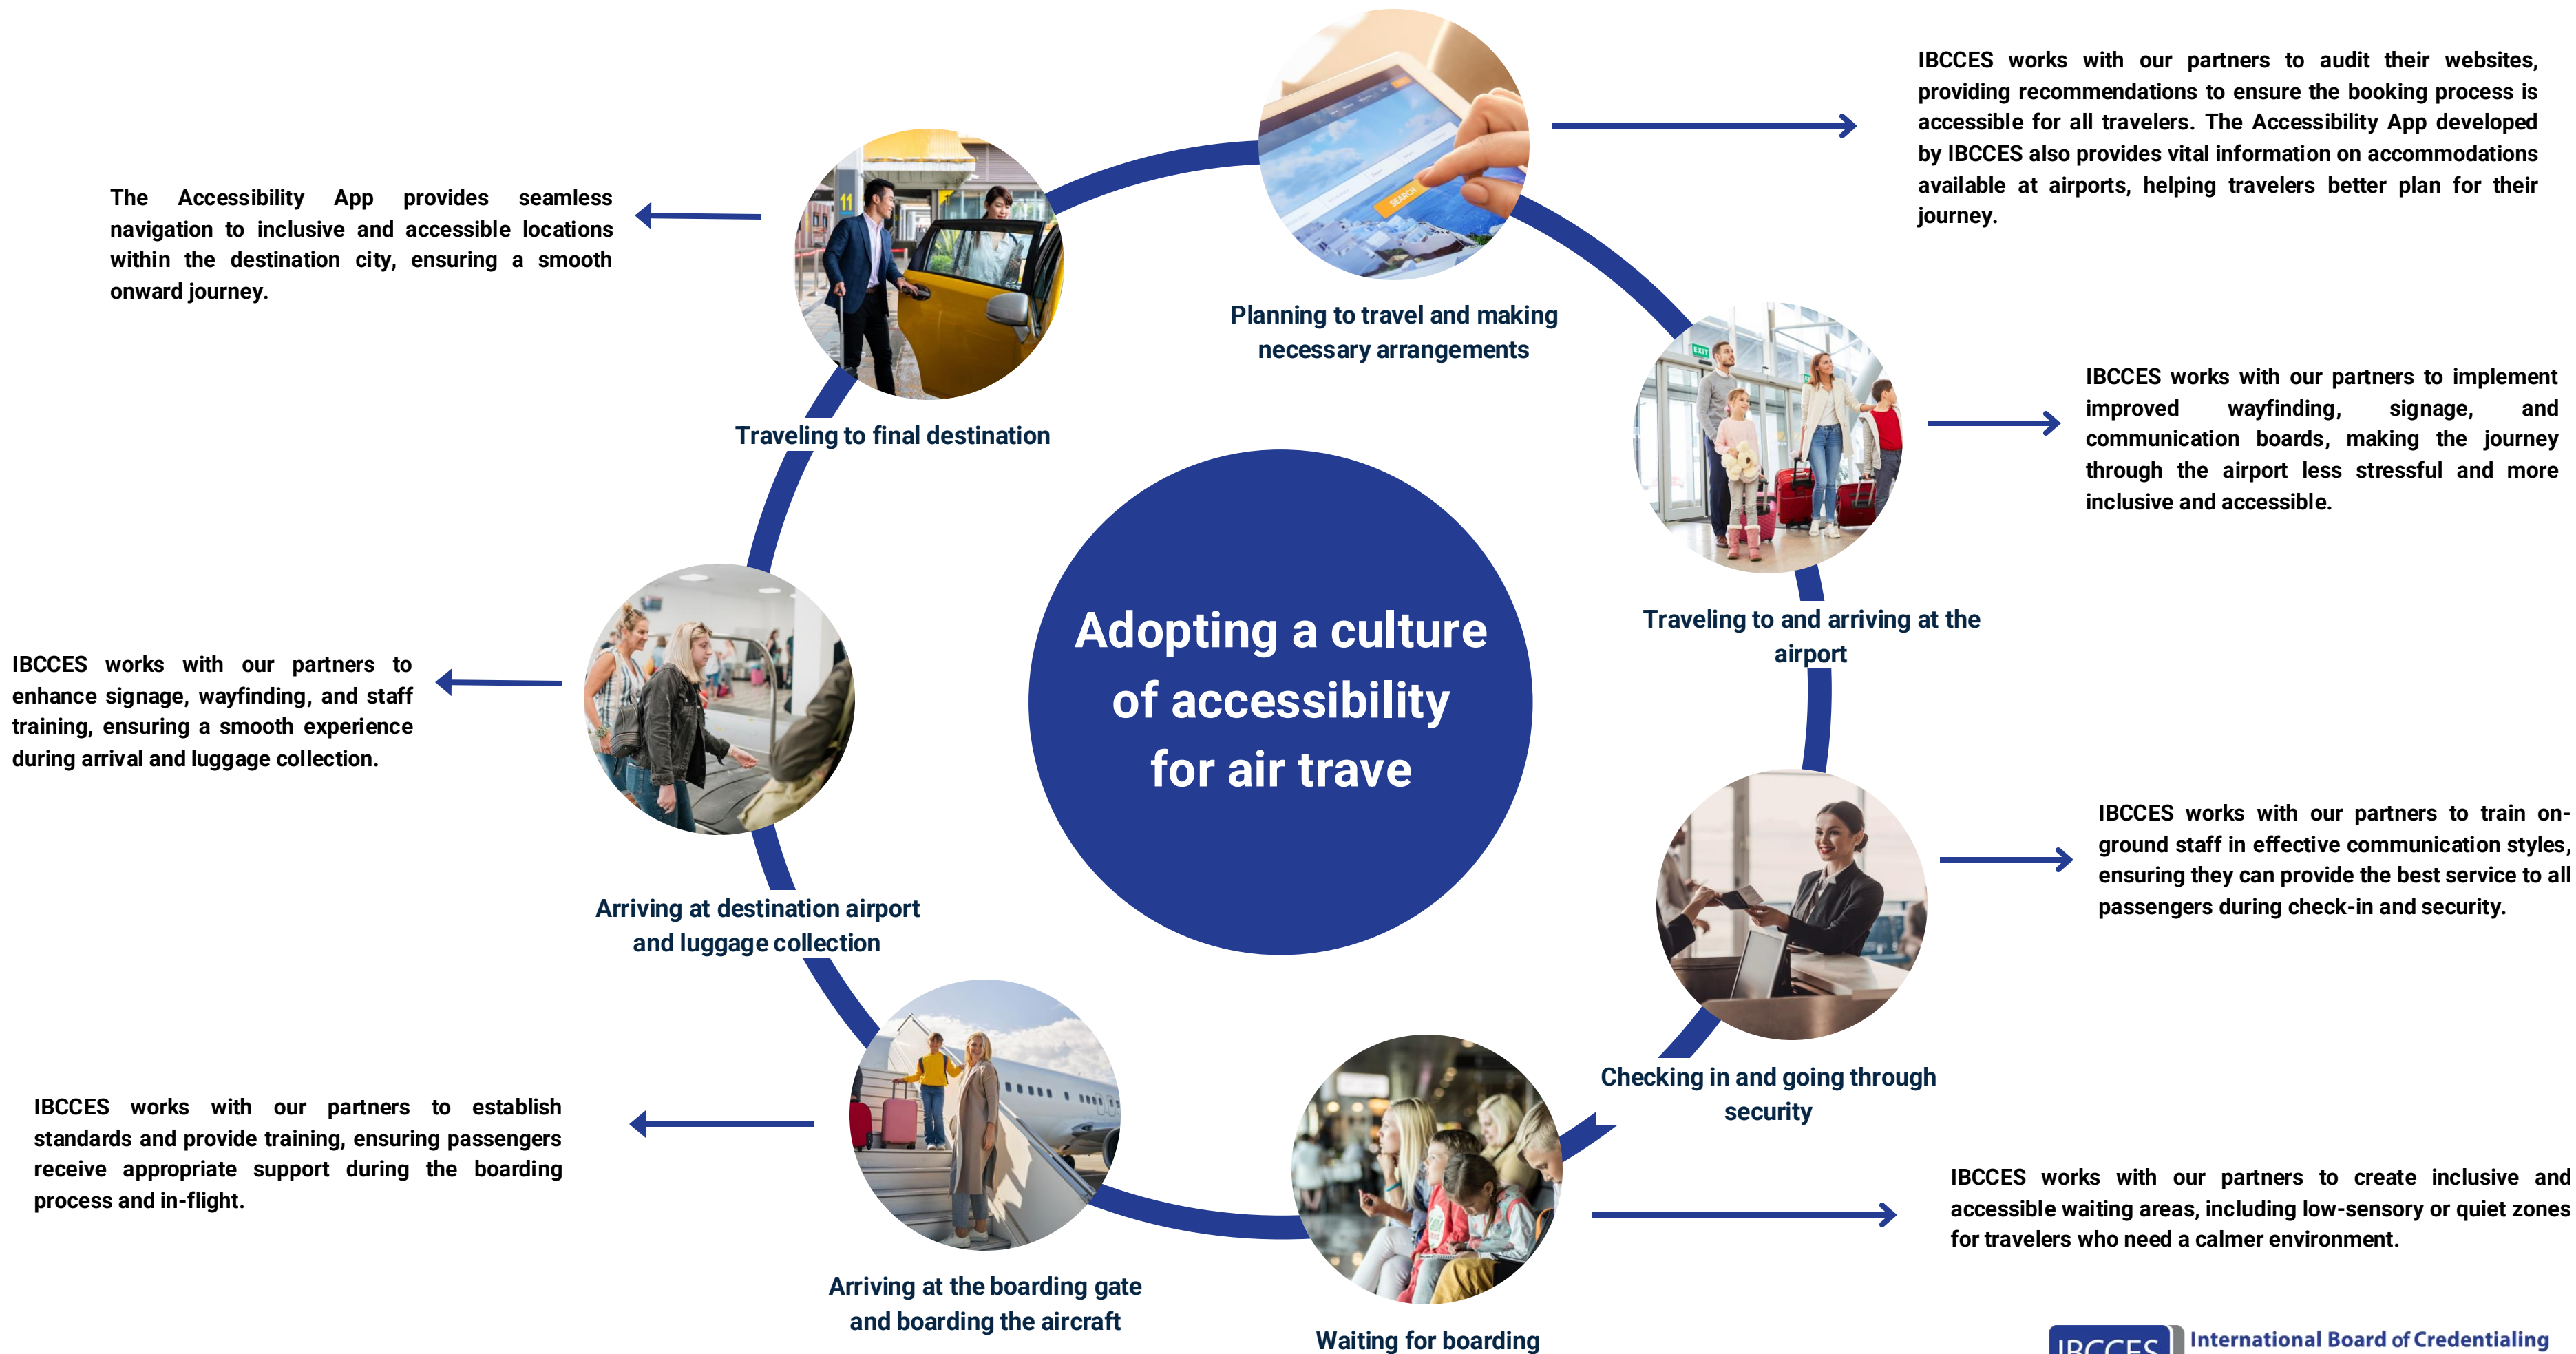 IBCCES works with our partners to audit their websites,
providing recommendations to ensure the booking process is
accessible for all travelers. The Accessibility App developed
by IBCCES also provides vital information on accommodations
available at airports, helping travelers better plan for their
journey.
SEARCH
Planning to travel and making
necessary arrangements
EXIT
IBCCES works with our partners to implement
improved wayfinding, signage, and
communication boards, making the journey
through the airport less stressful and more
inclusive and accessible.
Traveling to and arriving at the
airport
IBCCES works with our partners to train on-
ground staff in effective communication styles,
ensuring they can provide the best service to all
passengers during check-in and security.
Checking in and going through
security
IBCCES works with our partners to create inclusive and
accessible waiting areas, including low-sensory or quiet zones
for travelers who need a calmer environment.
Waiting for boarding
Arriving at the boarding gate
and boarding the aircraft
IBCCES works with our partners to establish
standards and provide training, ensuring passengers
receive appropriate support during the boarding
process and in-flight.
Arriving at destination airport
and luggage collection
IBCCES works with our partners to
enhance signage, wayfinding, and staff
training, ensuring a smooth experience
during arrival and luggage collection.
11
Traveling to final destination
The Accessibility App provides seamless
navigation to inclusive and accessible locations
within the destination city, ensuring a smooth
onward journey.
Adopting a culture
of accessibility
for air trave
IBCCES
International Board of Credentialing